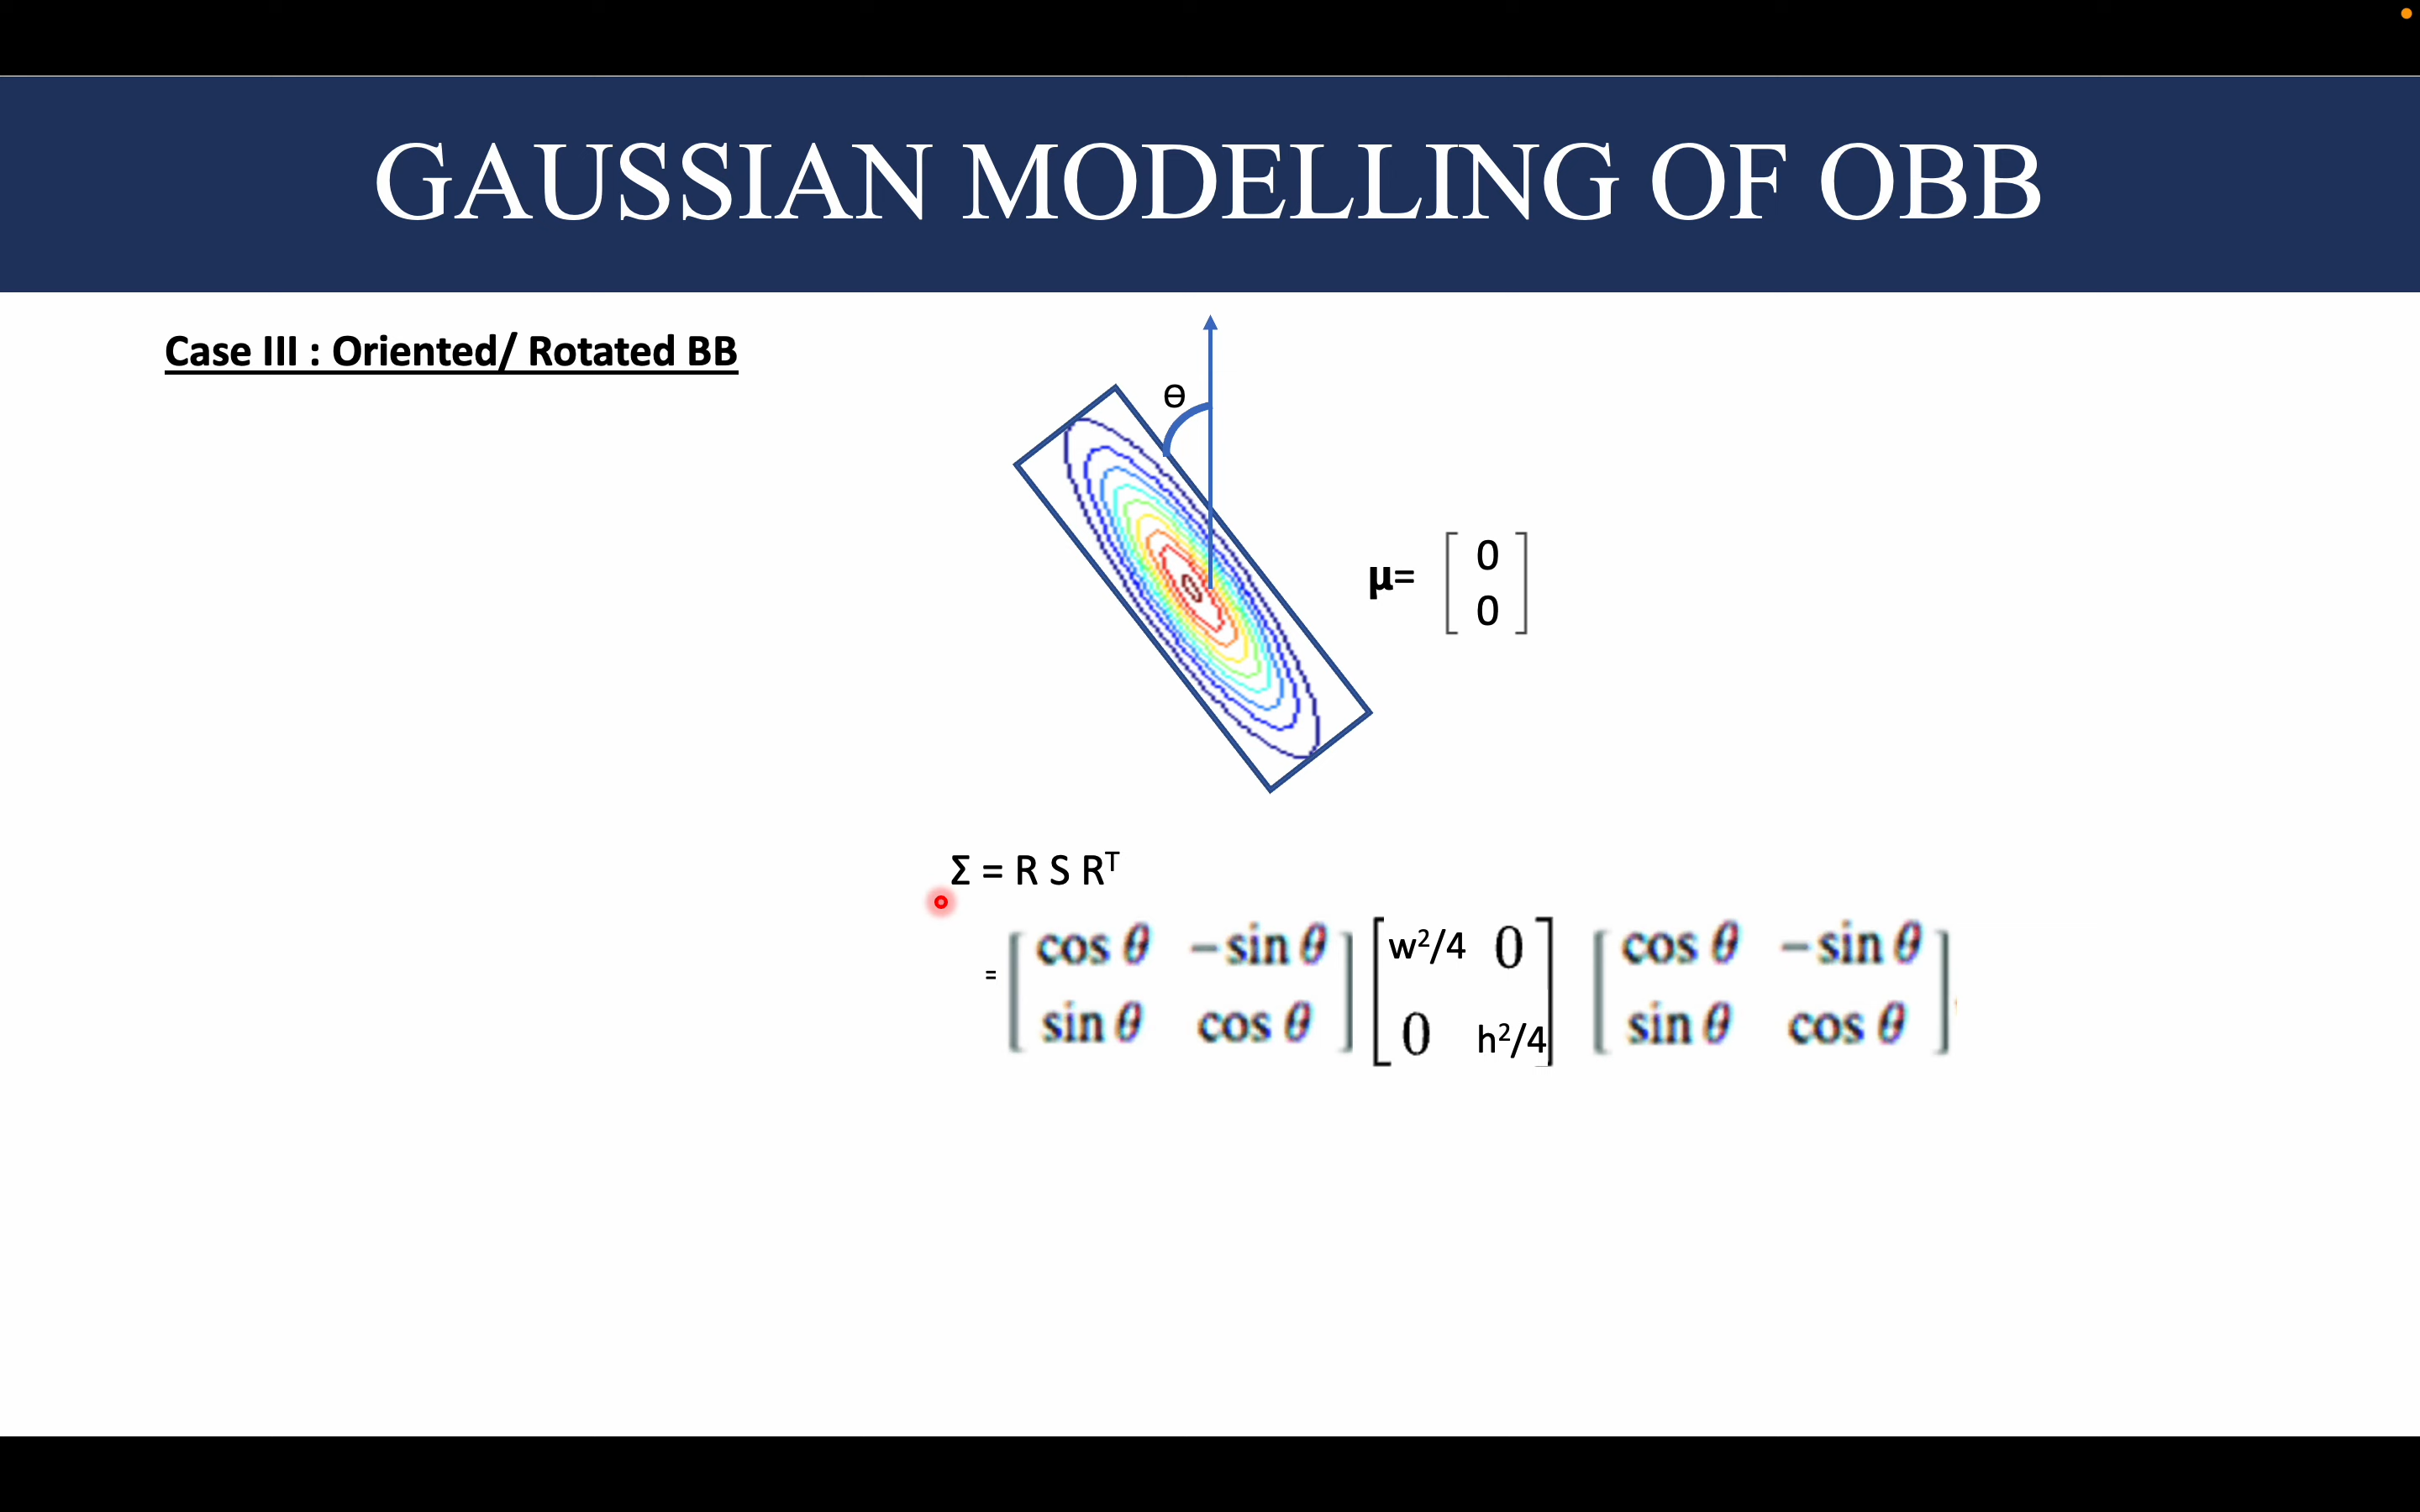 GAUSSIAN MODELLING OF OBB
Case III : Oriented/ Rotated BB
ɵ
μ= [ 0
0 ]
Σ = R S Rᵀ
= [ cos θ −sin θ ] [ w²/4 0 ] [ cos θ −sin θ ]
[ sin θ cos θ ] [ 0 h²/4 ] [ sin θ cos θ ]